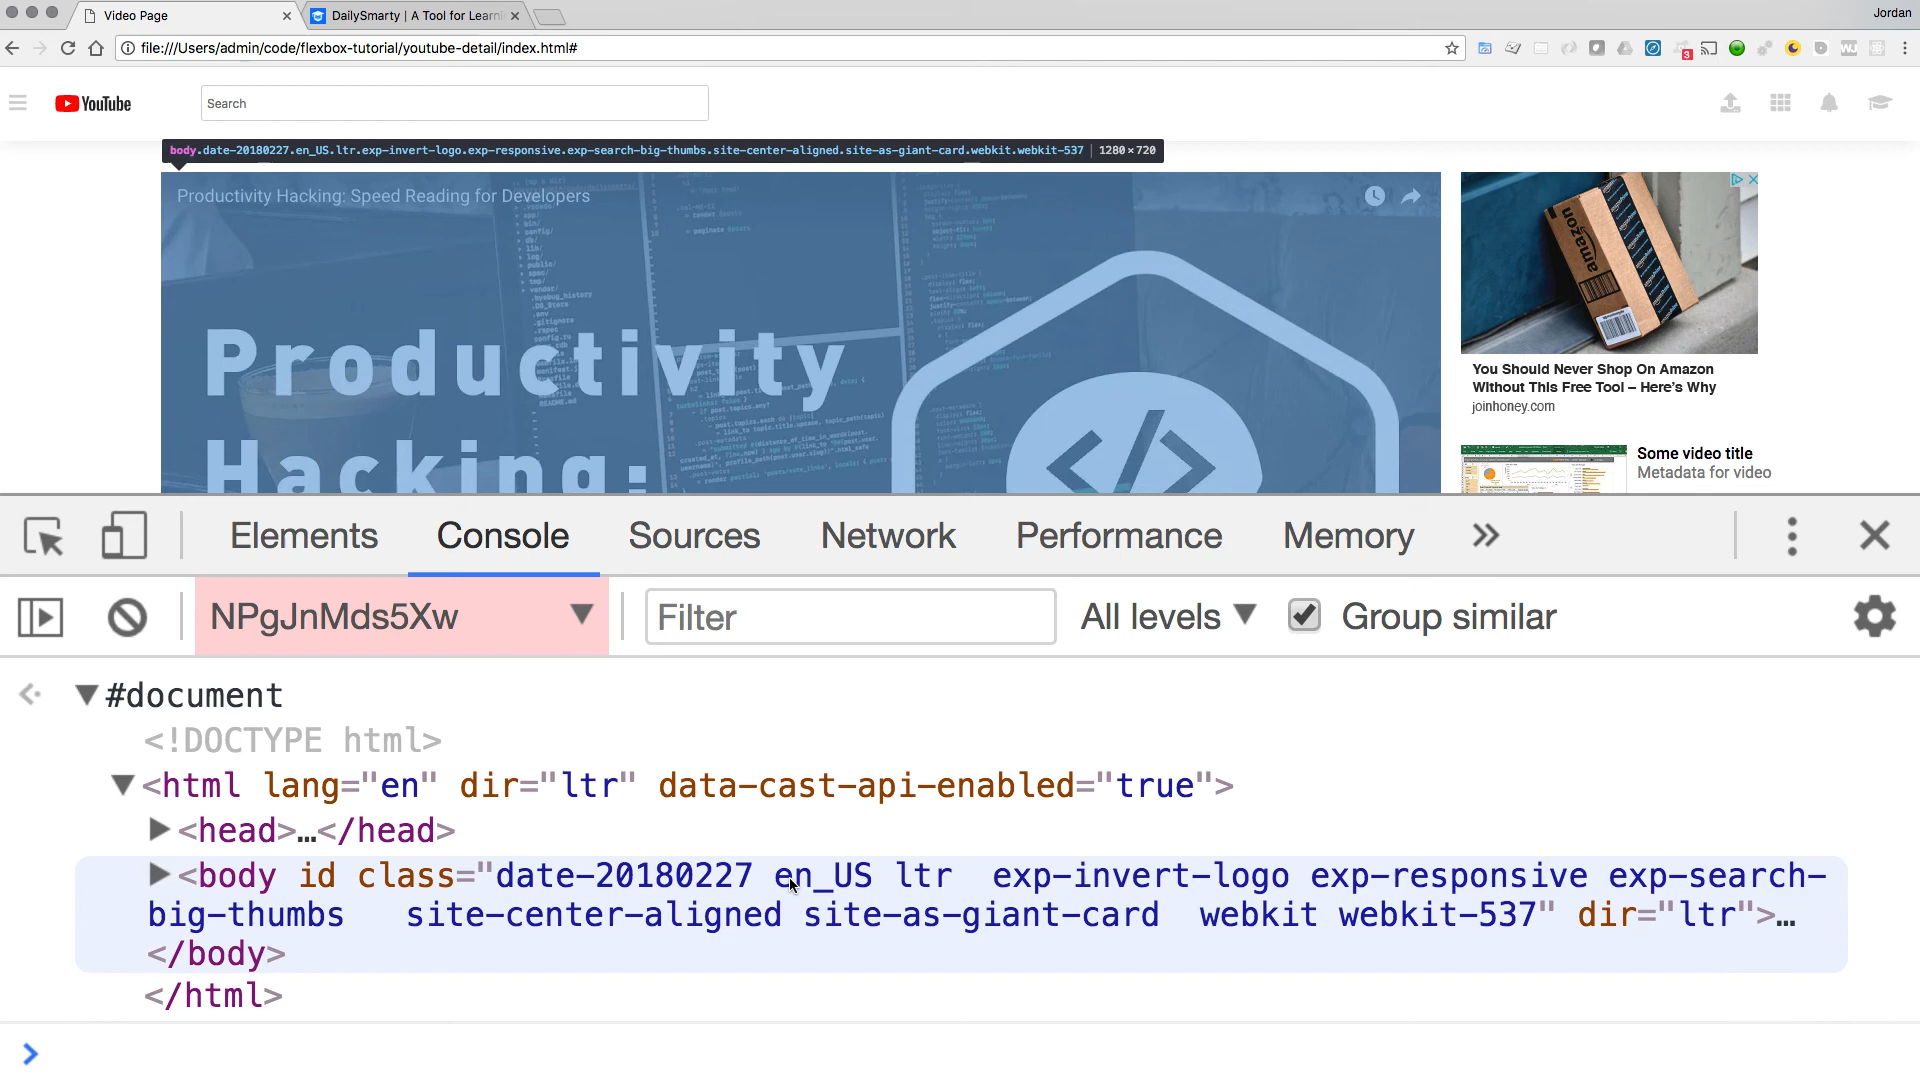 Jordan
Video Page
DailySmarty | A Tool for Learni
file:///Users/admin/code/flexbox-tutorial/youtube-detail/index.html#
3
YouTube
Search
body.date-20180227.en_US.ltr.exp-invert-logo.exp-responsive.exp-search-big-thumbs.site-center-aligned.site-as-giant-card.webkit.webkit-537 | 1280×720
Productivity Hacking: Speed Reading for Developers
Productivity
Hacking:
</>
amazon
You Should Never Shop On Amazon
Without This Free Tool – Here's Why
joinhoney.com
Some video title
Metadata for video
Elements Console Sources Network Performance Memory »
NPgJnMds5Xw Filter All levels Group similar
#document
<!DOCTYPE html>
<html lang="en" dir="ltr" data-cast-api-enabled="true">
<head>…</head>
<body id class="date-20180227 en_US ltr  exp-invert-logo exp-responsive exp-search-
big-thumbs   site-center-aligned site-as-giant-card  webkit webkit-537" dir="ltr">…
</body>
</html>